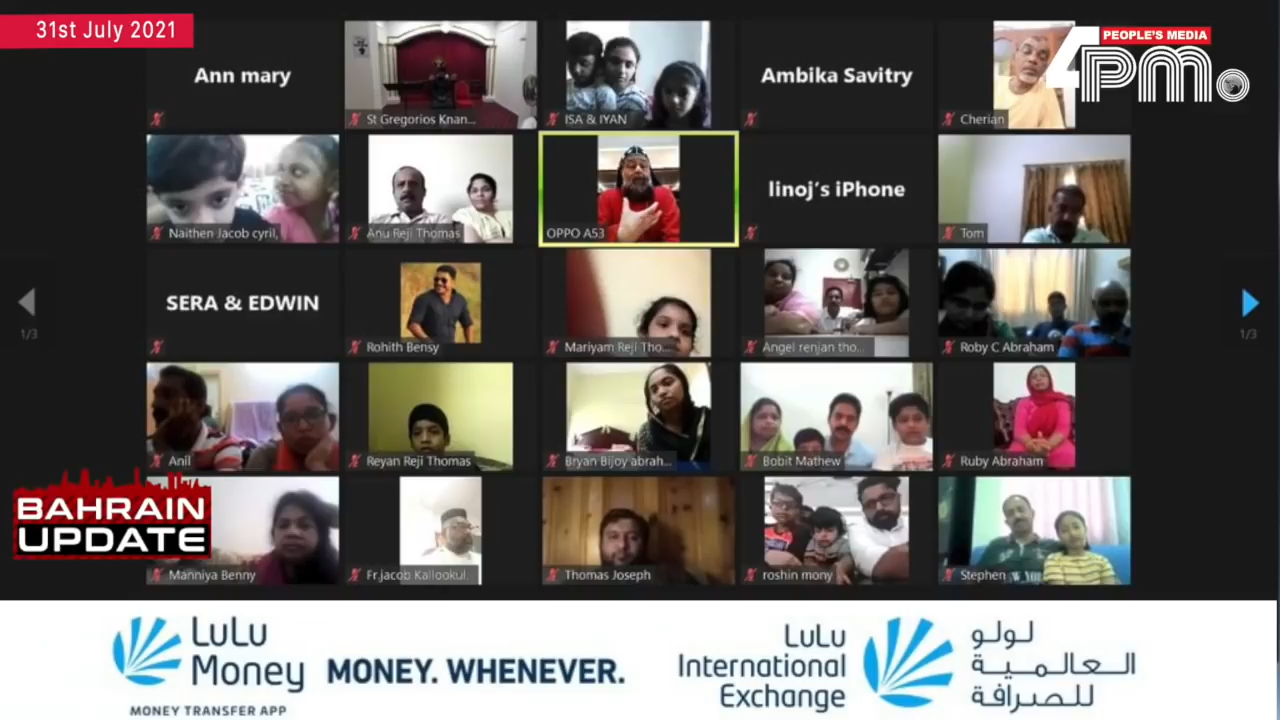 31st July 2021
PEOPLE'S MEDIA
4PM
Ann mary
St Gregorios Knan...
ISA & IYAN
Ambika Savitry
Cherian
Naithen Jacob cyril,
Anu Reji Thomas
OPPO A53
linoj's iPhone
Tom
SERA & EDWIN
Rohith Bensy
Mariyam Reji Tho...
Angel renjan tho...
Roby C Abraham
1/3
1/3
Anil
Reyan Reji Thomas
Bryan Bijoy abrah...
Bobit Mathew
Ruby Abraham
BAHRAIN
UPDATE
Manniya Benny
Fr.jacob Kallookul.
Thomas Joseph
roshin mony
Stephen
LuLu
Money
MONEY TRANSFER APP
MONEY. WHENEVER.
LuLu
International
Exchange
لولو
العالمية
للصرافة